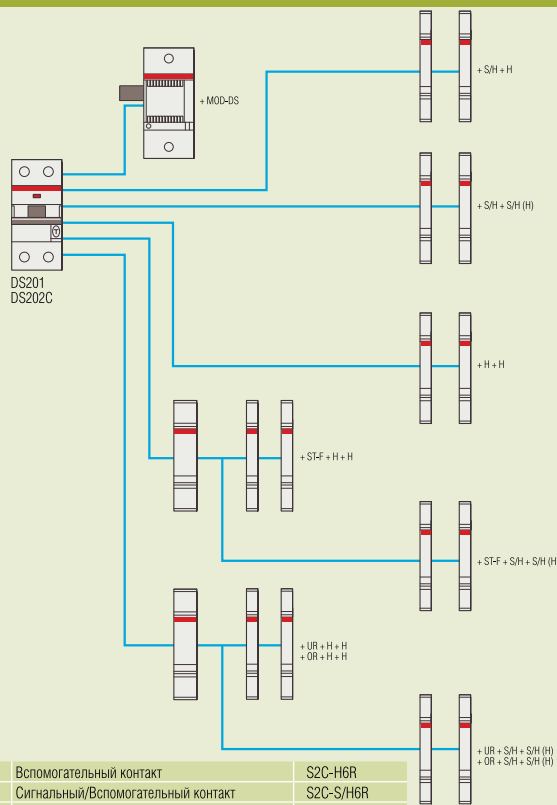 + S/H + H
+ MOD-DS
+ S/H + S/H (H)
DS201
DS202C
+ H + H
+ ST-F + H + H
+ ST-F + S/H + S/H (H
+ UR + H + H
+ OR + H + H
+ UR + S/H + S/H (H)
+ OR + S/H + S/H (H)
Вспомогательный контакт S2C-H6R
Сигнальный/Вспомогательный контакт S2C-S/H6R